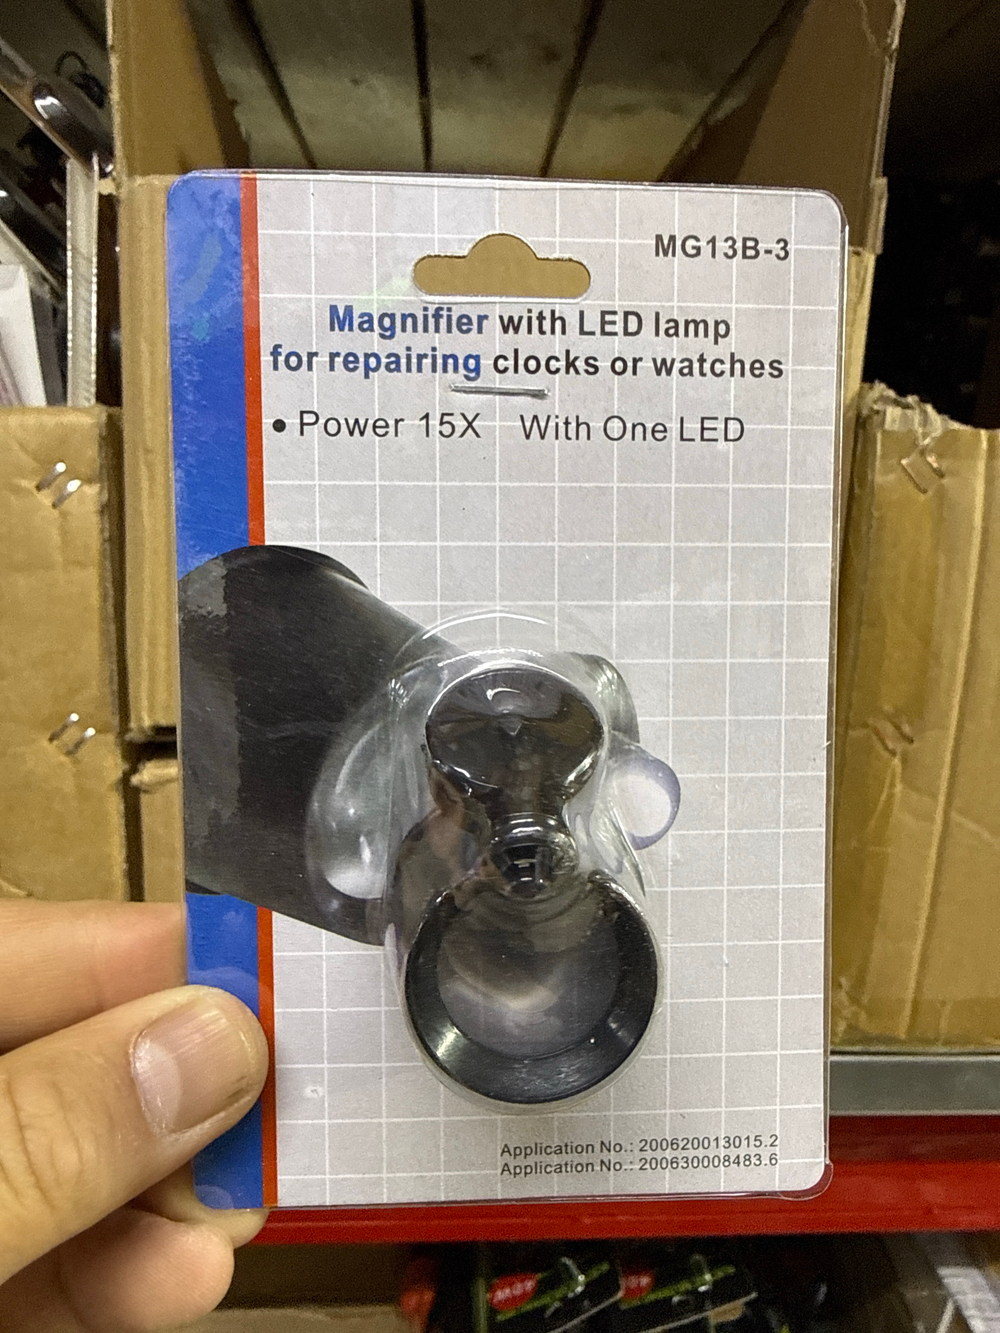 MG13B-3
Magnifier with LED lamp
for repairing clocks or watches
• Power 15X With One LED
Application No.: 200620013015.2
Application No.: 200630008483.6